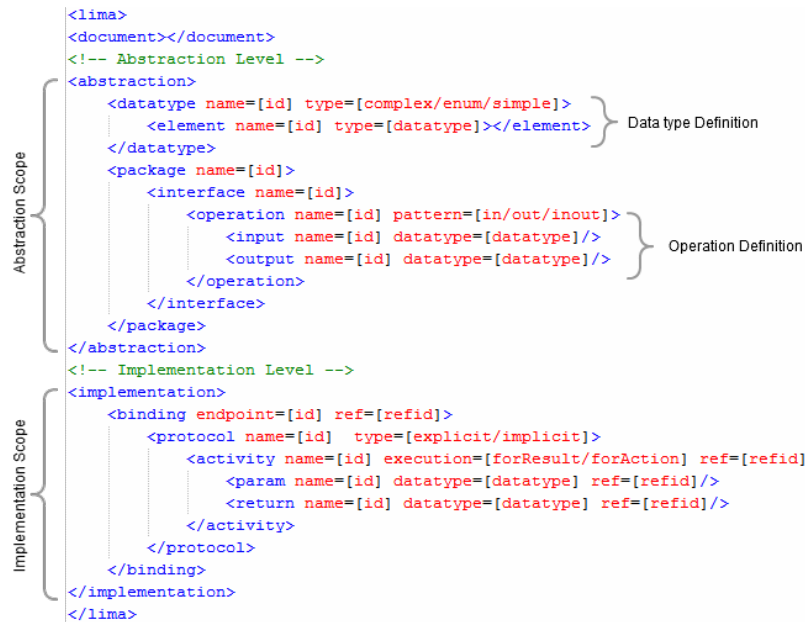 <lima>
<document></document>
<!-- Abstraction Level -->
<abstraction>
<datatype name=[id] type=[complex/enum/simple]>
<element name=[id] type=[datatype]></element>
Data type Definition
</datatype>
<package name=[id]>
<interface name=[id]>
<operation name=[id] pattern=[in/out/inout]>
<input name=[id] datatype=[datatype]/>
Operation Definition
<output name=[id] datatype=[datatype]/>
</operation>
</interface>
</package>
</abstraction>
Abstraction Scope
<!-- Implementation Level -->
<implementation>
<binding endpoint=[id] ref=[refid]>
<protocol name=[id]  type=[explicit/implicit]>
<activity name=[id] execution=[forResult/forAction] ref=[refid]
<param name=[id] datatype=[datatype] ref=[refid]/>
<return name=[id] datatype=[datatype] ref=[refid]/>
</activity>
</protocol>
</binding>
</implementation>
Implementation Scope
</lima>